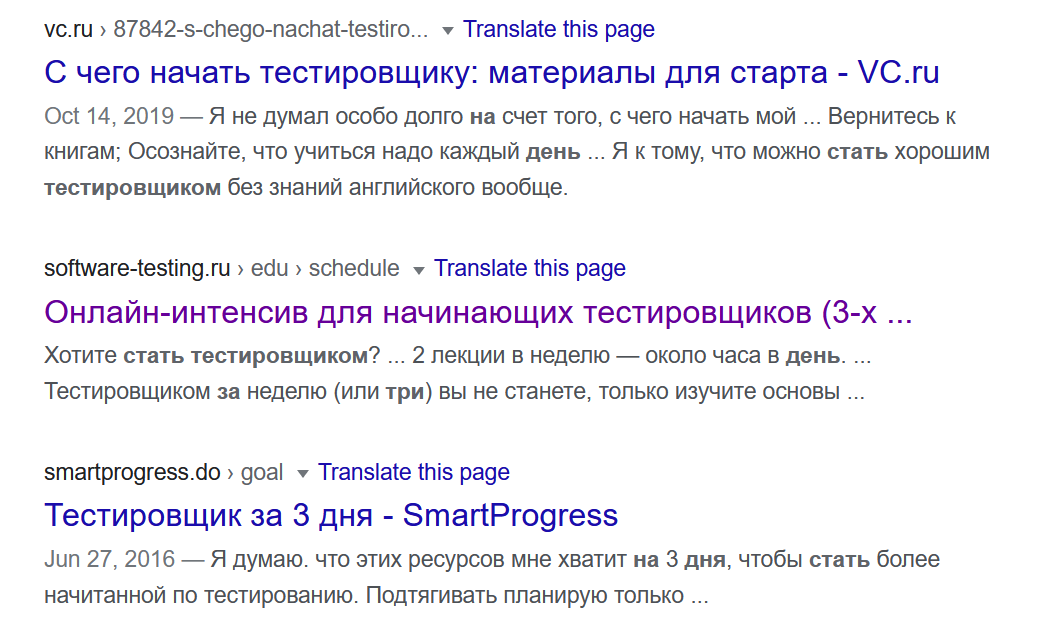 vc.ru › 87842-s-chego-nachat-testiro... Translate this page
С чего начать тестировщику: материалы для старта - VC.ru
Oct 14, 2019 — Я не думал особо долго на счет того, с чего начать мой ... Вернитесь к
книгам; Осознайте, что учиться надо каждый день ... Я к тому, что можно стать хорошим
тестировщиком без знаний английского вообще.
software-testing.ru › edu › schedule Translate this page
Онлайн-интенсив для начинающих тестировщиков (3-х ...
Хотите стать тестировщиком? ... 2 лекции в неделю — около часа в день. ...
Тестировщиком за неделю (или три) вы не станете, только изучите основы ...
smartprogress.do › goal Translate this page
Тестировщик за 3 дня - SmartProgress
Jun 27, 2016 — Я думаю. что этих ресурсов мне хватит на 3 дня, чтобы стать более
начитанной по тестированию. Подтягивать планирую только ...